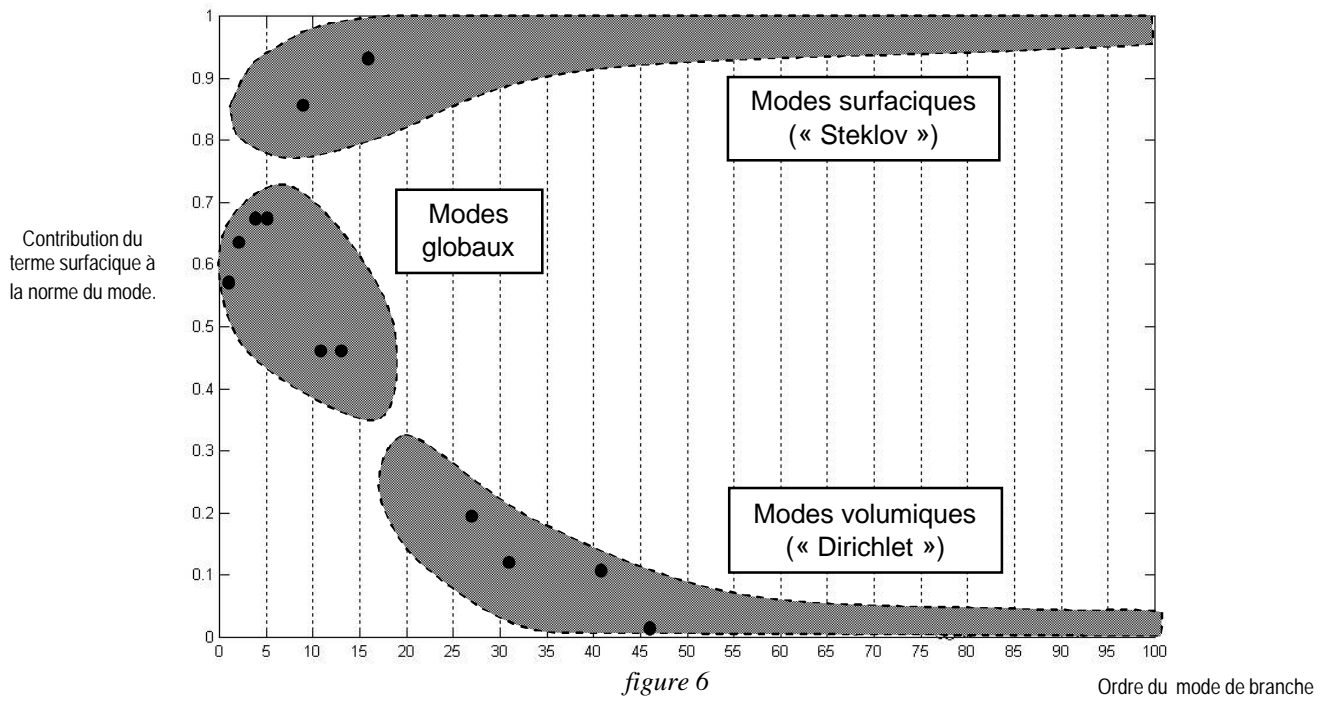 1
0.9
0.8
0.7
0.6
0.5
0.4
0.3
0.2
0.1
0
Contribution du
terme surfacique à
la norme du mode.
Modes surfaciques
(« Steklov »)
Modes
globaux
Modes volumiques
(« Dirichlet »)
0 5 10 15 20 25 30 35 40 45 50 55 60 65 70 75 80 85 90 95 100
figure 6
Ordre du mode de branche